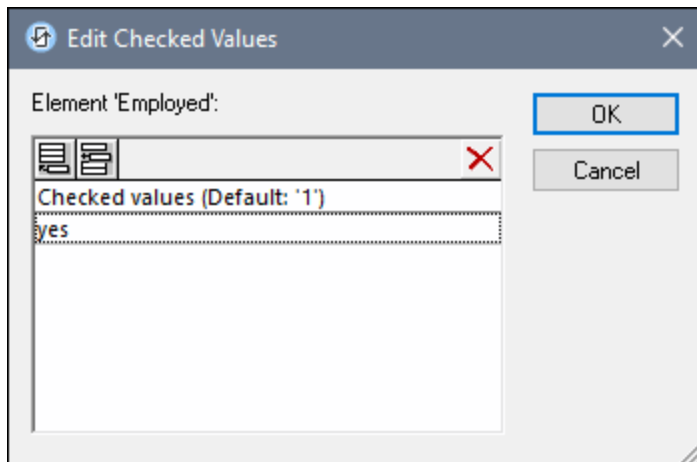 Edit Checked Values
Element 'Employed':
OK
Cancel
Checked values (Default: '1')
yes